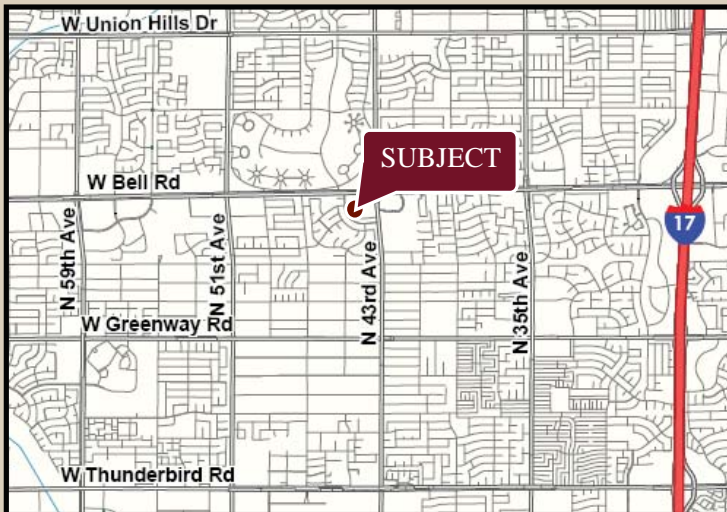 W Union Hills Dr
SUBJECT
W Bell Rd
17
N 59th Ave
N 51st Ave
N 43rd Ave
N 35th Ave
W Greenway Rd
W Thunderbird Rd